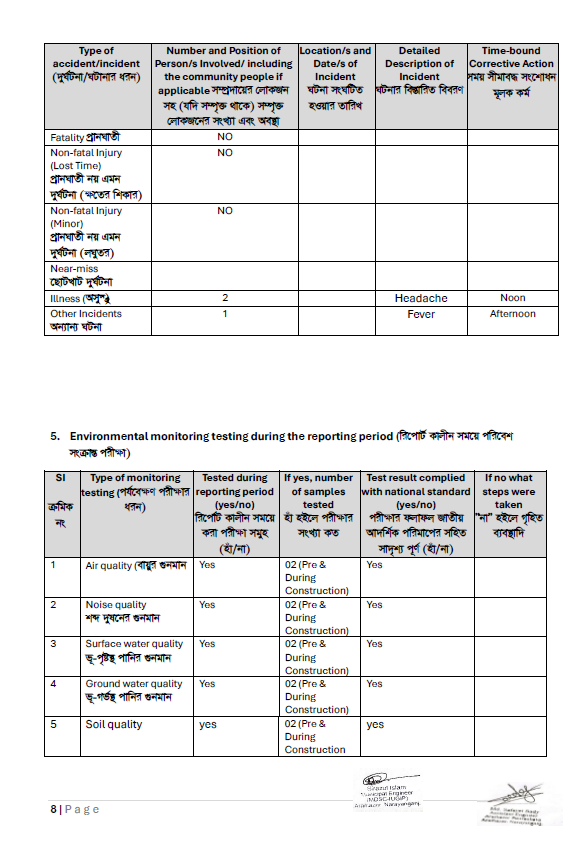 Type of accident/incident (দুর্ঘটনা/ঘটানার ধরন)
Number and Position of Person/s Involved/ including the community people if applicable সম্প্রদায়ের লোকজন সহ (যদি সম্পৃক্ত থাকে) সম্পৃক্ত লোকজনের সংখ্যা এবং অবস্থা
Location/s and Date/s of Incident ঘটনা সংঘটিত হওয়ার তারিখ
Detailed Description of Incident ঘটনার বিস্তারিত বিবরণ
Time-bound Corrective Action সময় সীমাবদ্ধ সংশোধন মূলক কর্ম
Fatality প্রানঘাতী NO
Non-fatal Injury NO
(Lost Time)
প্রানঘাতী নয় এমন
দুর্ঘটনা (ক্ষতের শিকার)
Non-fatal Injury NO
(Minor)
প্রানঘাতী নয় এমন
দুর্ঘটনা (লঘুতর)
Near-miss
ছোটখাট দুর্ঘটনা
Illness (অসুস্থ) 2 Headache Noon
Other Incidents 1 Fever Afternoon
অন্যান্য ঘটনা
5. Environmental monitoring testing during the reporting period (রিপোর্ট কালীন সময়ে পরিবেশ
সংক্রান্ত পরীক্ষা)
Sl ক্রমিক নং
Type of monitoring testing (পর্যবেক্ষণ পরীক্ষার ধরন)
Tested during reporting period (yes/no) রিপোর্ট কালীন সময়ে করা পরীক্ষা সমুহ (হাঁ/না)
If yes, number of samples tested হাঁ হইলে পরীক্ষার সংখ্যা কত
Test result complied with national standard (yes/no) পরীক্ষার ফলাফল জাতীয় আদর্শিক পরিমাপের সহিত সাদৃশ্য পূর্ণ (হাঁ/না)
If no what steps were taken "না" হইলে গৃহিত ব্যবস্থাদি
1 Air quality (বায়ুর গুনমান Yes 02 (Pre & Yes
During
Construction)
2 Noise quality Yes 02 (Pre & Yes
শব্দ দুষনের গুনমান During
Construction)
3 Surface water quality Yes 02 (Pre & Yes
ভূ-পৃষ্টস্থ পানির গুনমান During
Construction)
4 Ground water quality Yes 02 (Pre & Yes
ভূ-গর্ভস্থ পানির গুনমান During
Construction)
5 Soil quality yes 02 (Pre & yes
During
Construction
Sirazul Islam
Municipal Engineer
(MDSC-IUGIP)
Araihazar, Narayanganj
8 | Page